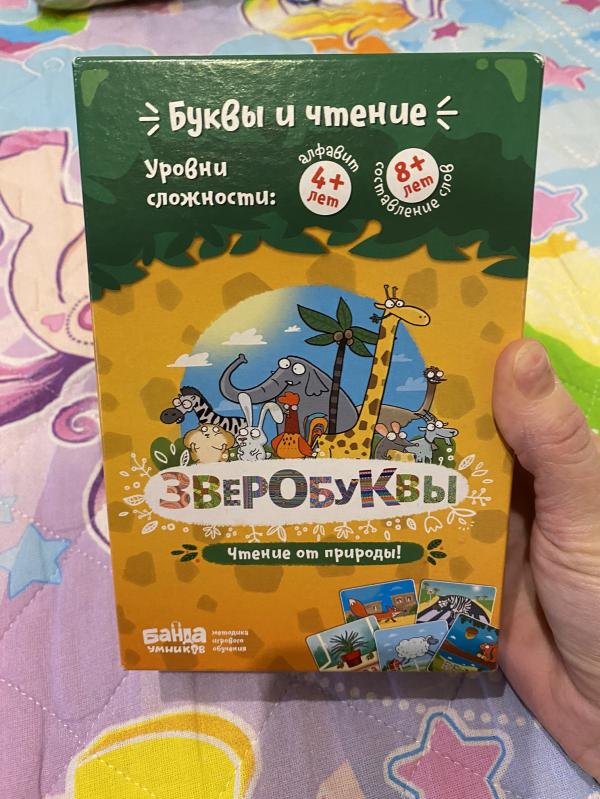 Буквы и чтение
Уровни
сложности:
алфавит
4+
лет
8+
лет
составление слов
ЗВЕРОБУКВЫ
Чтение от природы!
БАНДА
УМНИКОВ
методика
игрового
обучения